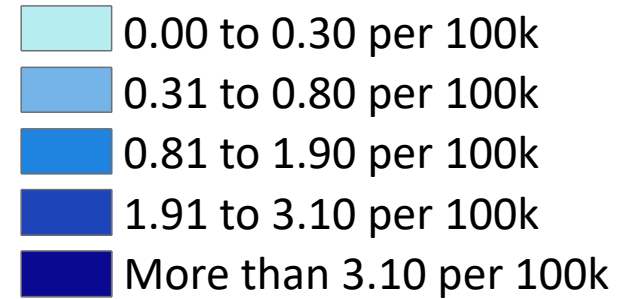 0.00 to 0.30 per 100k
0.31 to 0.80 per 100k
0.81 to 1.90 per 100k
1.91 to 3.10 per 100k
More than 3.10 per 100k